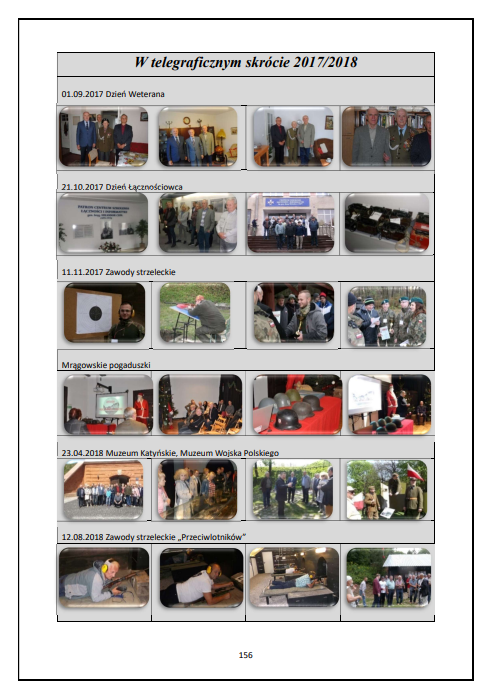 W telegraficznym skrócie 2017/2018
01.09.2017 Dzień Weterana
21.10.2017 Dzień Łącznościowca
11.11.2017 Zawody strzeleckie
Mrągowskie pogaduszki
23.04.2018 Muzeum Katyńskie, Muzeum Wojska Polskiego
12.08.2018 Zawody strzeleckie „Przeciwlotników”
156